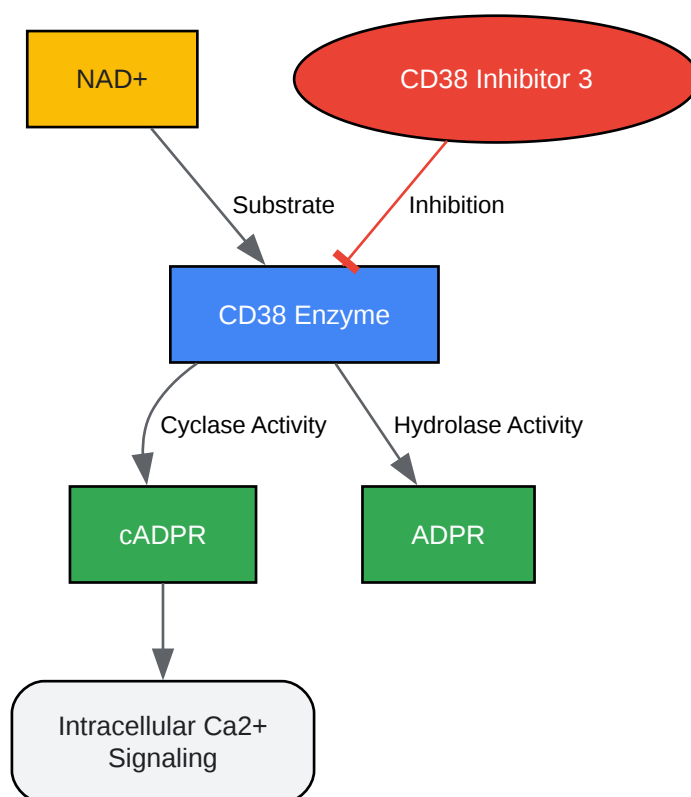 NAD+
CD38 Inhibitor 3
Substrate
Inhibition
CD38 Enzyme
Cyclase Activity
Hydrolase Activity
cADPR
ADPR
Intracellular Ca2+
Signaling